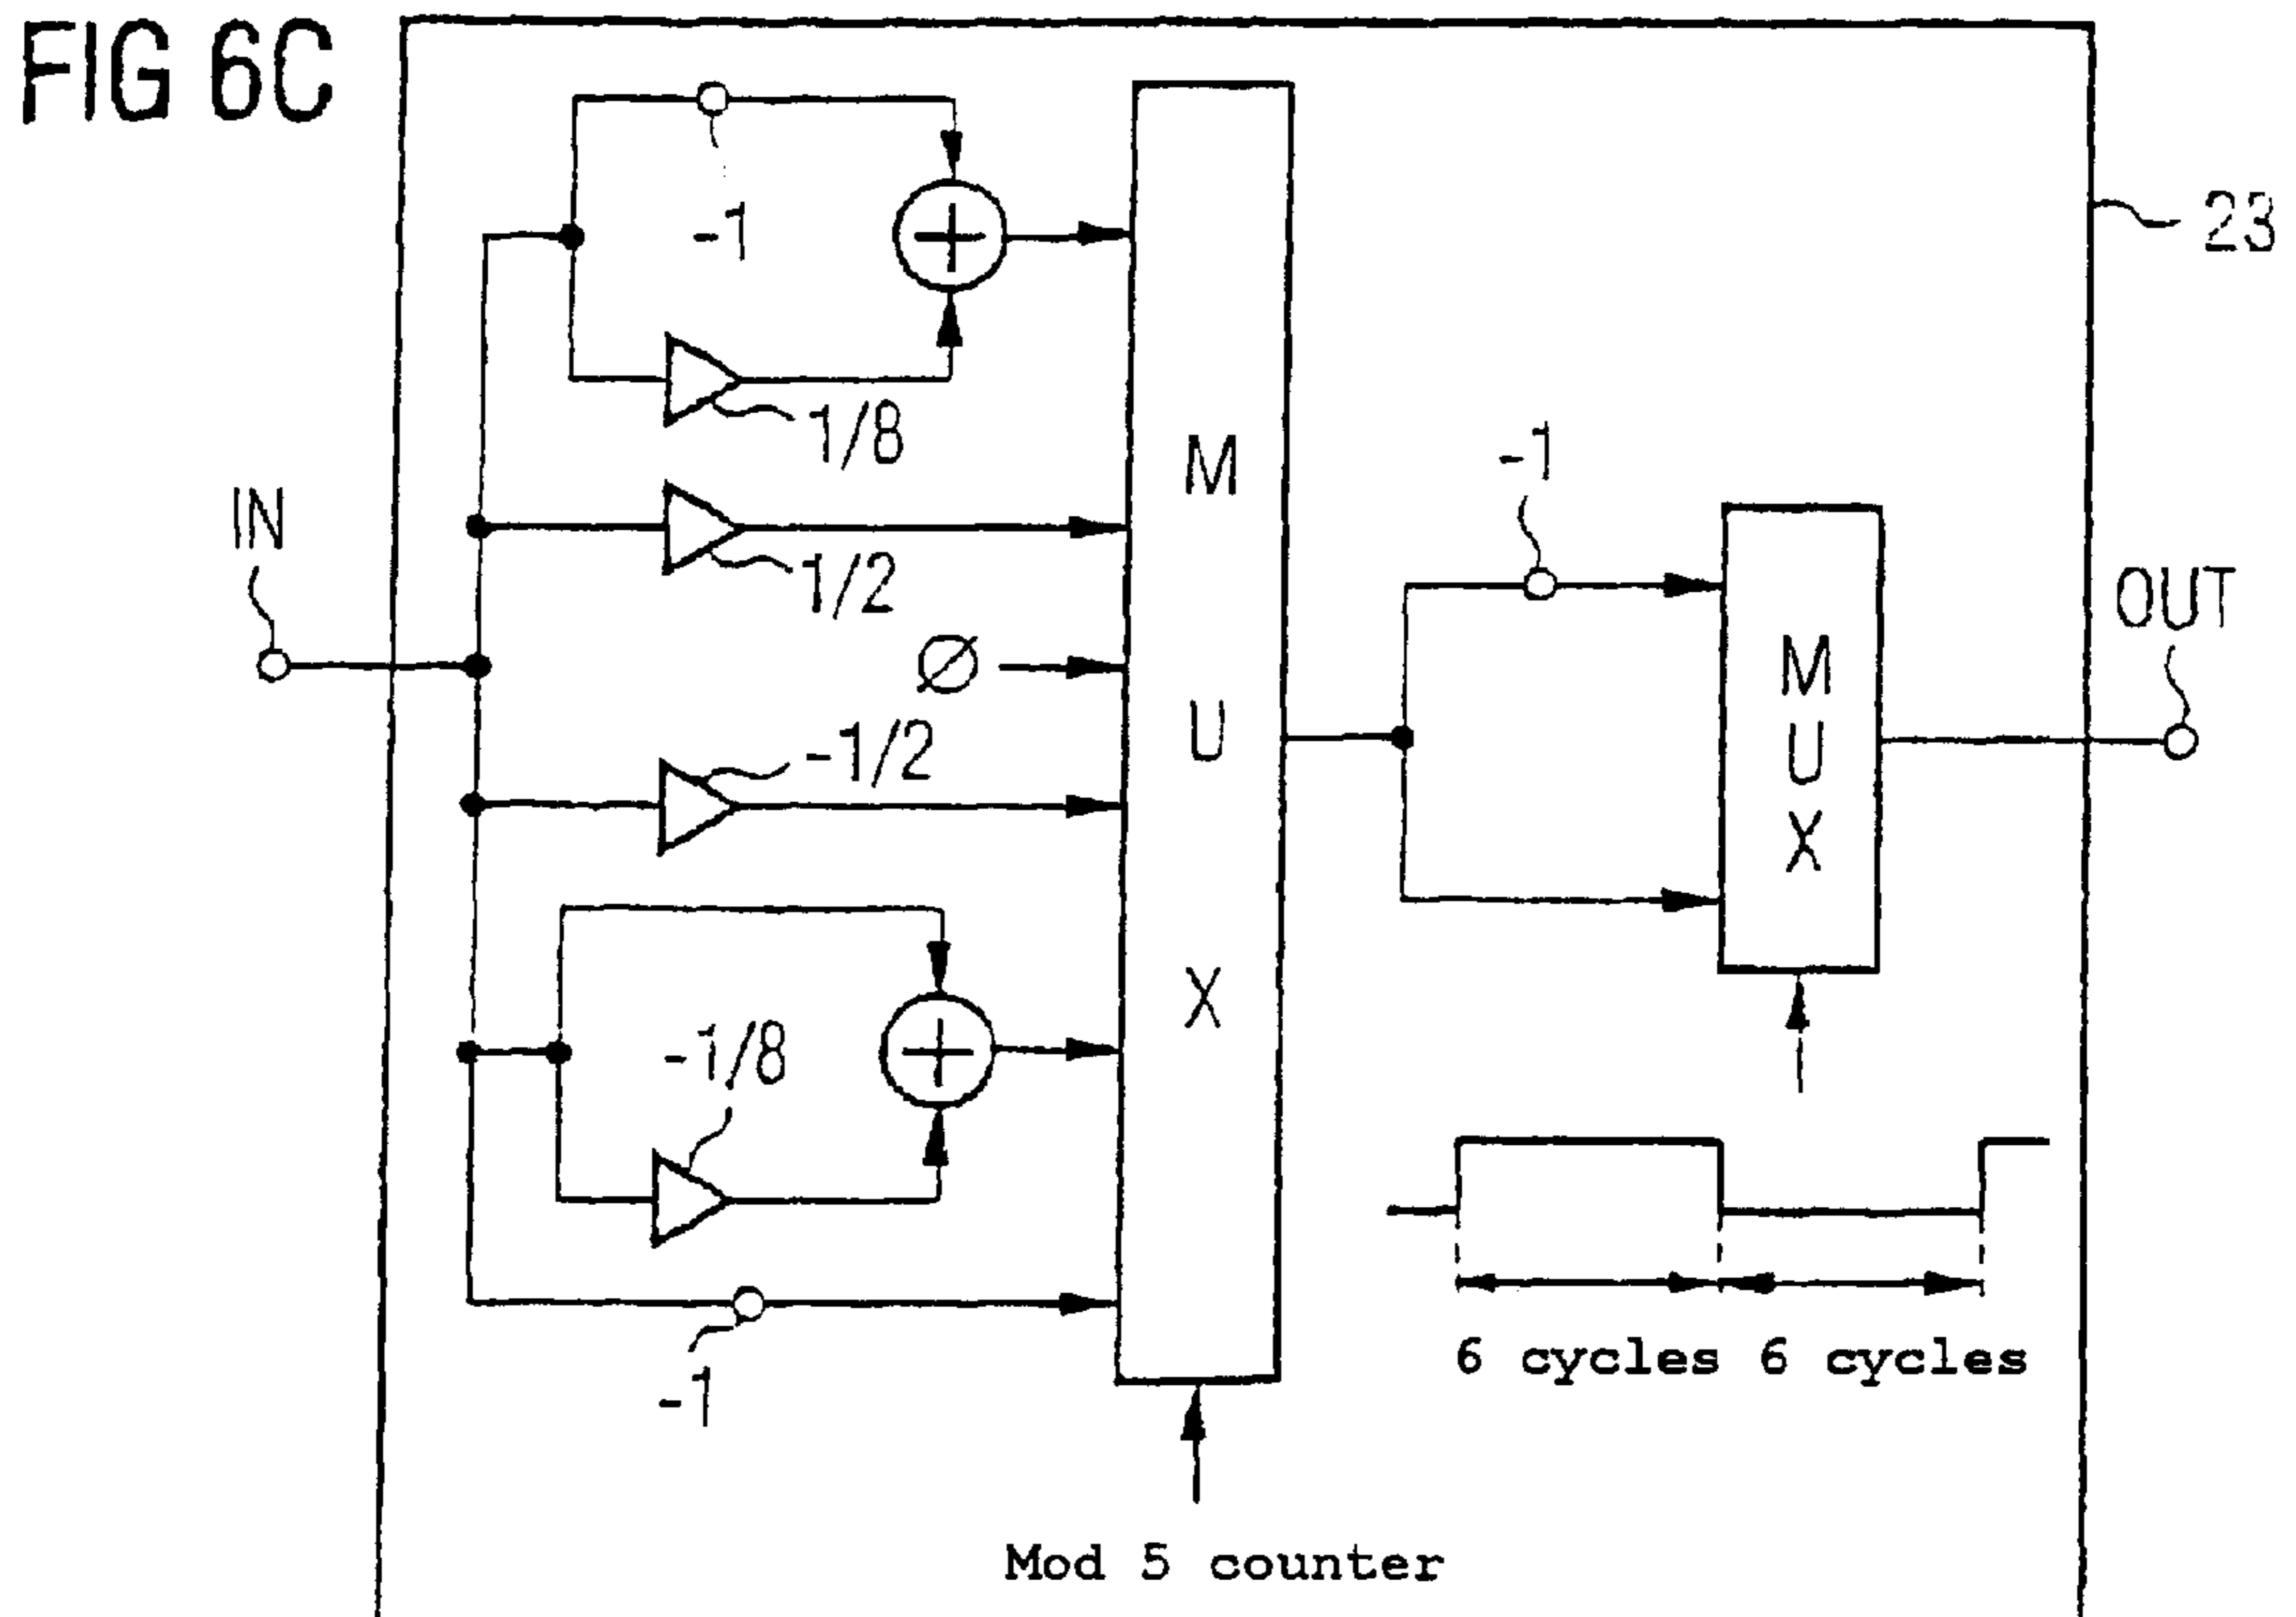 FIG 6C
23
-1
1/8
M
U
X
-1
IN
1/2
Ø
OUT
M
U
X
-1/2
-1/8
6 cycles 6 cycles
-1
Mod 5 counter